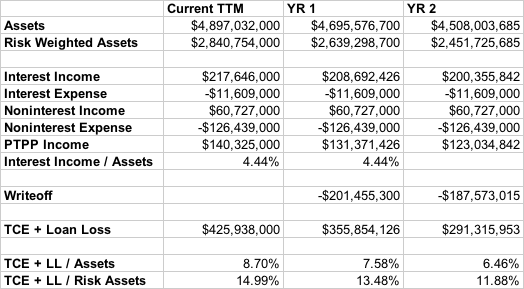 Current TTM YR 1 YR 2
Assets $4,897,032,000 $4,695,576,700 $4,508,003,685
Risk Weighted Assets $2,840,754,000 $2,639,298,700 $2,451,725,685
Interest Income $217,646,000 $208,692,426 $200,355,842
Interest Expense -$11,609,000 -$11,609,000 -$11,609,000
Noninterest Income $60,727,000 $60,727,000 $60,727,000
Noninterest Expense -$126,439,000 -$126,439,000 -$126,439,000
PTPP Income $140,325,000 $131,371,426 $123,034,842
Interest Income / Assets 4.44% 4.44%
Writeoff -$201,455,300 -$187,573,015
TCE + Loan Loss $425,938,000 $355,854,126 $291,315,953
TCE + LL / Assets 8.70% 7.58% 6.46%
TCE + LL / Risk Assets 14.99% 13.48% 11.88%